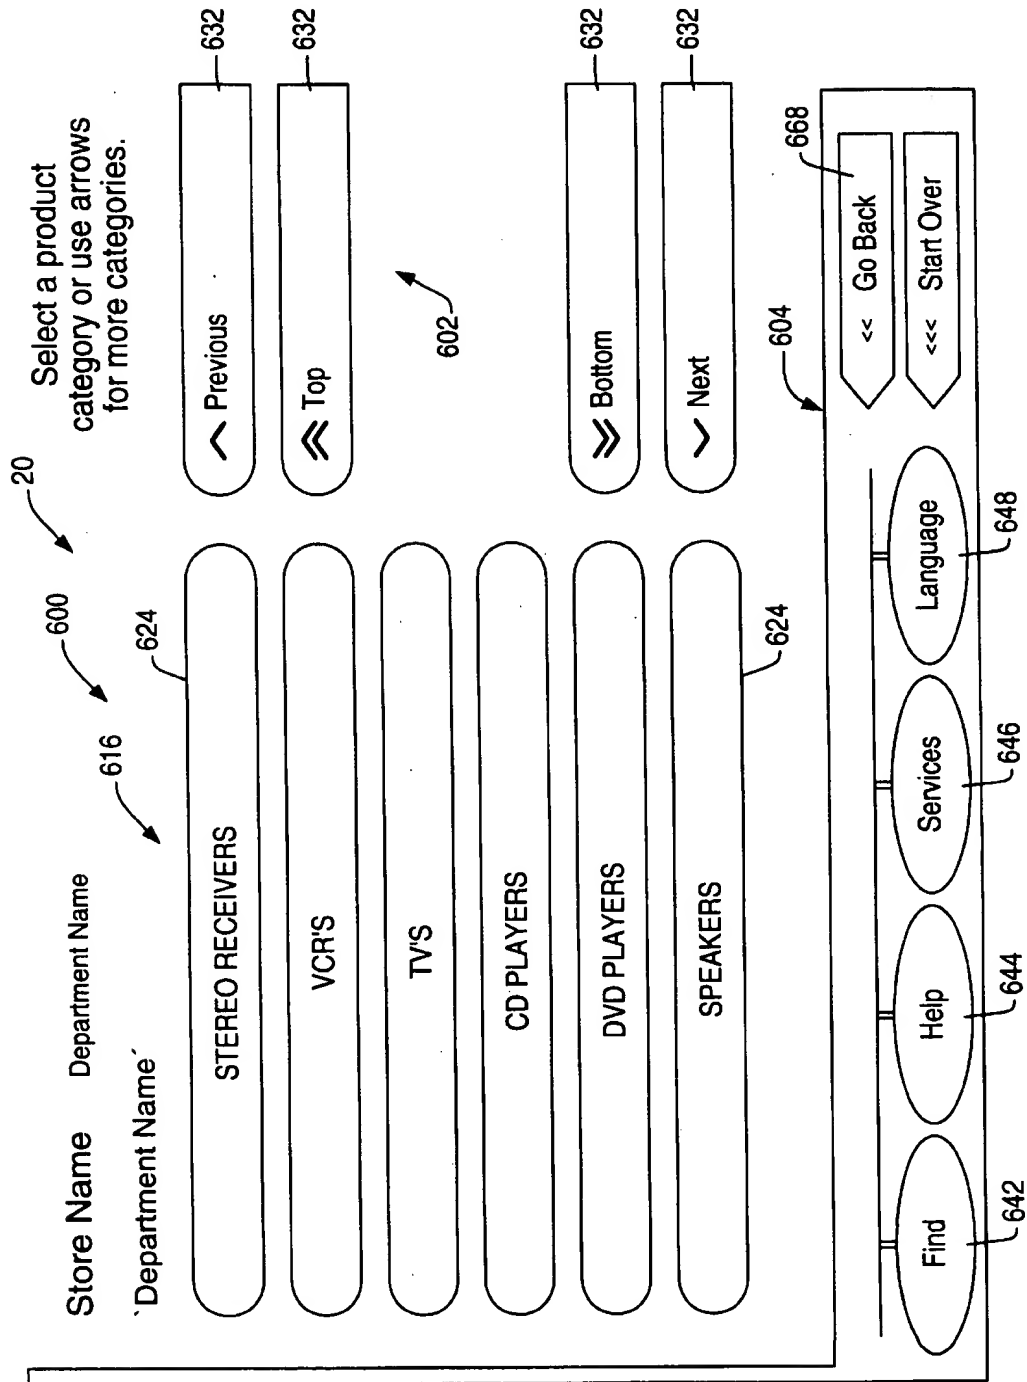 Store Name Department Name
Select a product
category or use arrows
for more categories.
20
600
616
`Department Name´
624
STEREO RECEIVERS
VCR'S
TV'S
CD PLAYERS
DVD PLAYERS
SPEAKERS
624
Previous
632
Top
632
602
Bottom
632
Next
632
604
668
<< Go Back
<<< Start Over
Find
Help
Services
Language
642
644
646
648